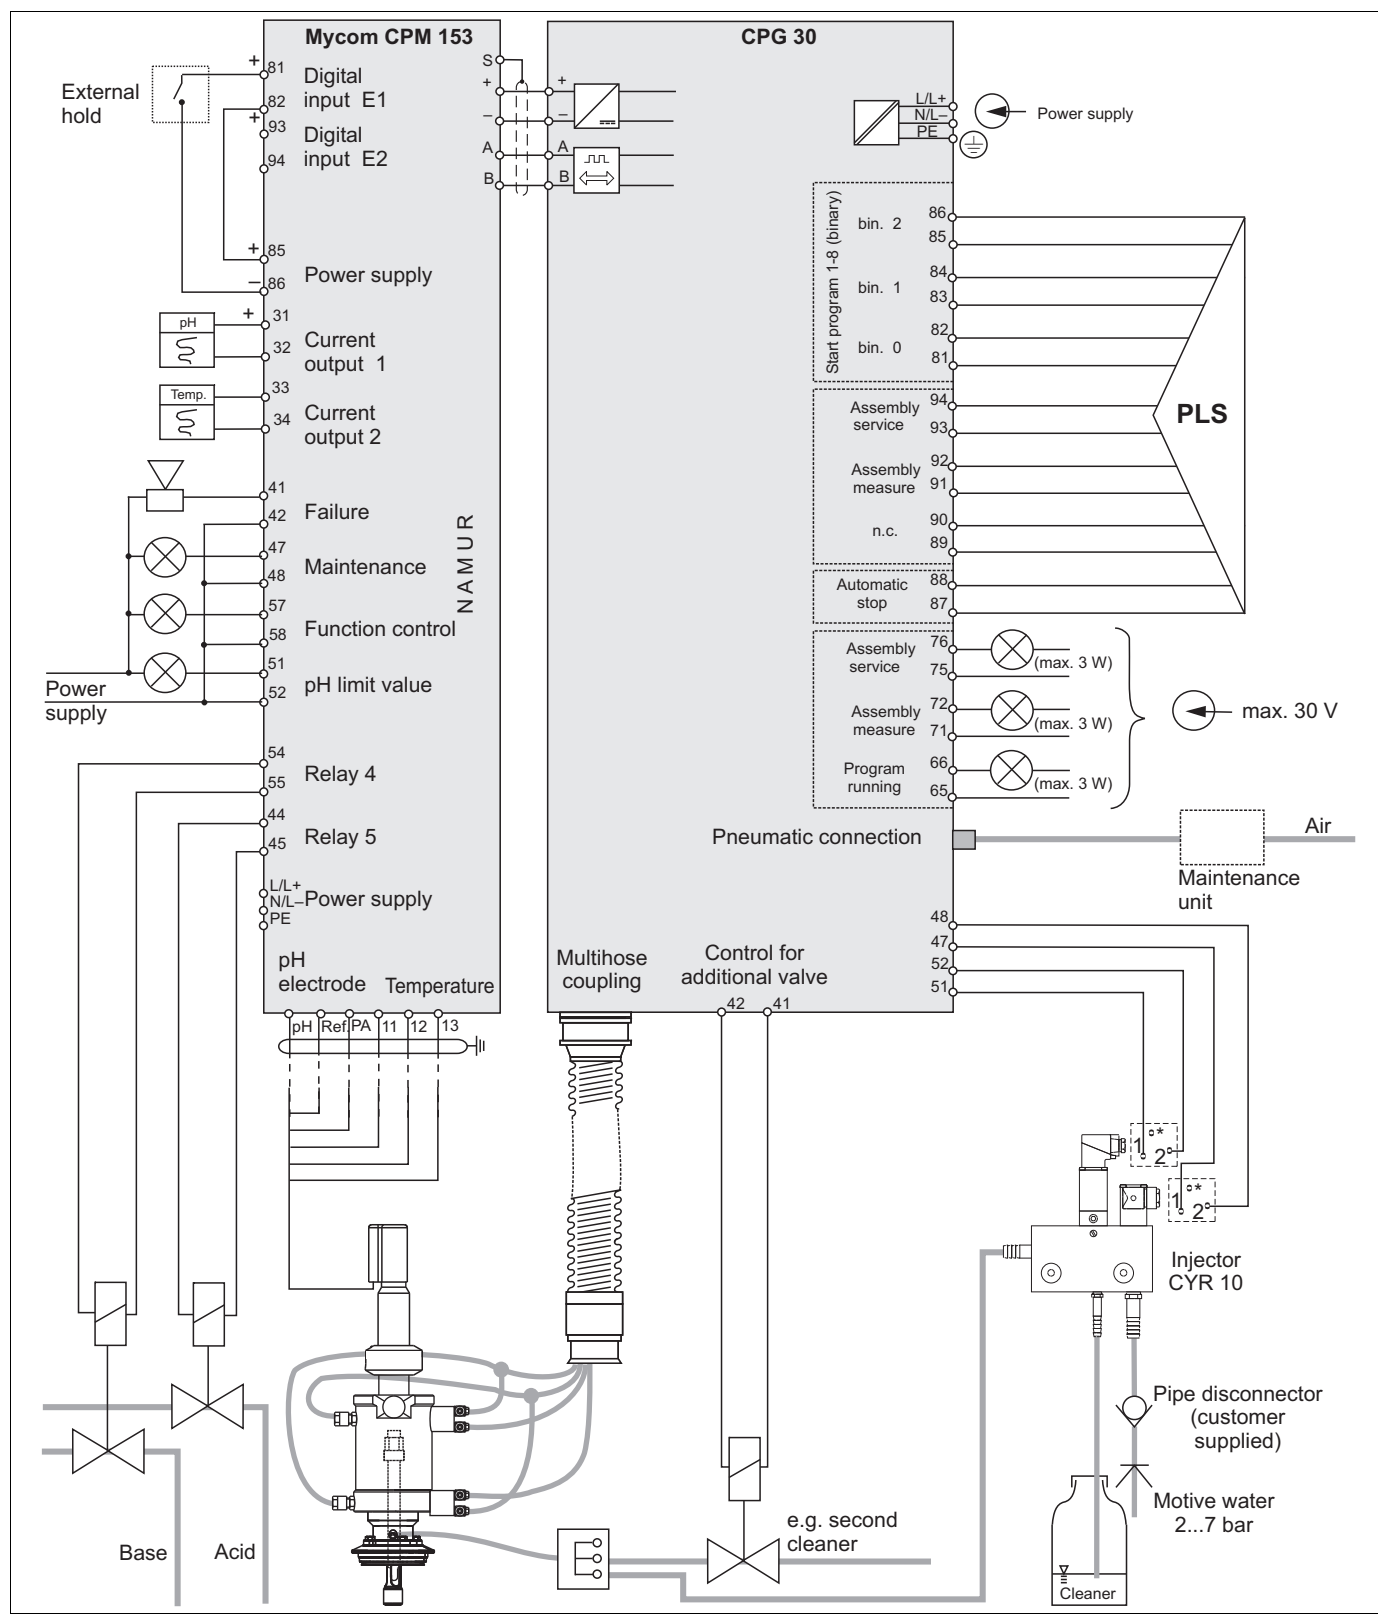 Mycom CPM 153
CPG 30
External
hold
+
81
Digital
input E1
82
+
93
Digital
input E2
94
+
85
Power supply
–
86
+
31
pH
32
Current
output 1
33
Temp.
34
Current
output 2
41
Failure
42
47
Maintenance
48
57
Function control
58
51
pH limit value
52
NAMUR
Power
supply
54
Relay 4
55
44
Relay 5
45
L/L+
N/L–
PE
Power supply
pH
electrode
Temperature
pH
Ref.
PA
11
12
13
S
+
–
A
B
+
–
A
B
L/L+
N/L–
PE
Power supply
Start program 1-8 (binary)
bin. 2
86
85
bin. 1
84
83
bin. 0
82
81
Assembly
service
94
93
Assembly
measure
92
91
n.c.
90
89
Automatic
stop
88
87
PLS
Assembly
service
76
75
(max. 3 W)
Assembly
measure
72
71
(max. 3 W)
Program
running
66
65
(max. 3 W)
max. 30 V
Pneumatic connection
Air
Maintenance
unit
48
47
52
51
Multihose
coupling
Control for
additional valve
42
41
1
*
2
1
*
2
Injector
CYR 10
Pipe disconnector
(customer
supplied)
Motive water
2...7 bar
Cleaner
e.g. second
cleaner
Base
Acid